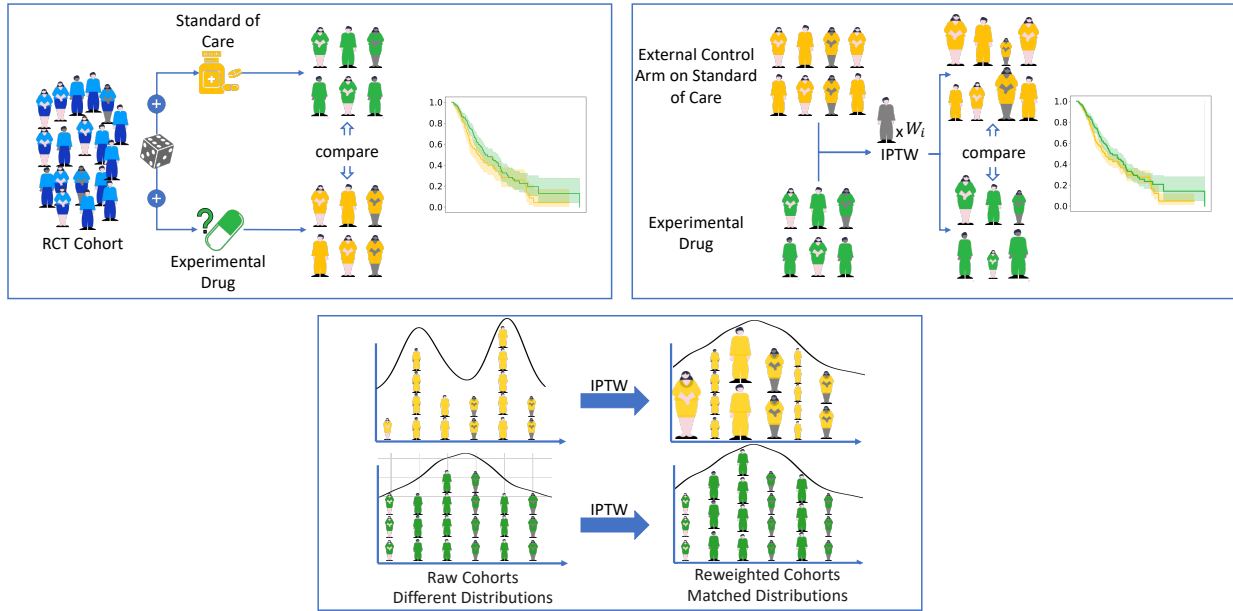 Standard of
Care
RCT Cohort
?
Experimental
Drug
compare
1.0
0.8
0.6
0.4
0.2
0.0
External Control
Arm on Standard
of Care
x Wi
IPTW
Experimental
Drug
compare
1.0
0.8
0.6
0.4
0.2
0.0
IPTW
IPTW
Raw Cohorts
Different Distributions
Reweighted Cohorts
Matched Distributions